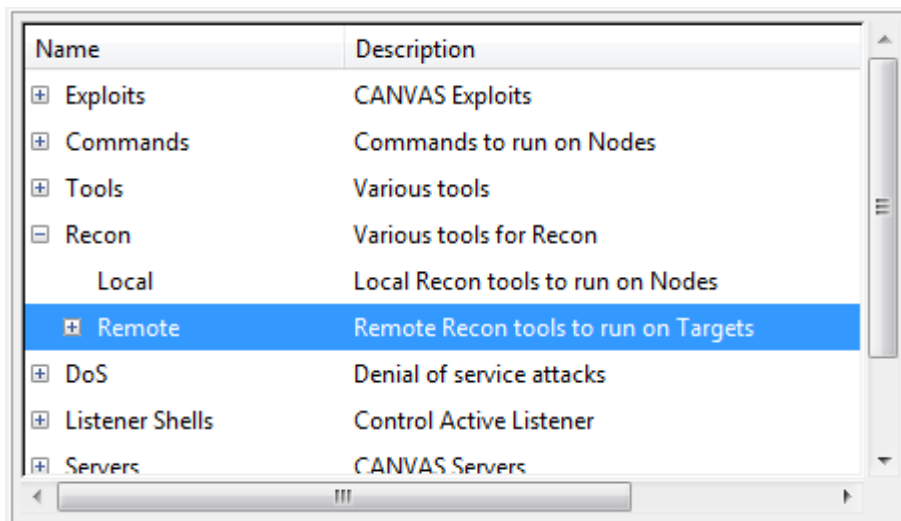 Name Description
Exploits CANVAS Exploits
Commands Commands to run on Nodes
Tools Various tools
Recon Various tools for Recon
Local Local Recon tools to run on Nodes
Remote Remote Recon tools to run on Targets
DoS Denial of service attacks
Listener Shells Control Active Listener
Servers CANVAS Servers